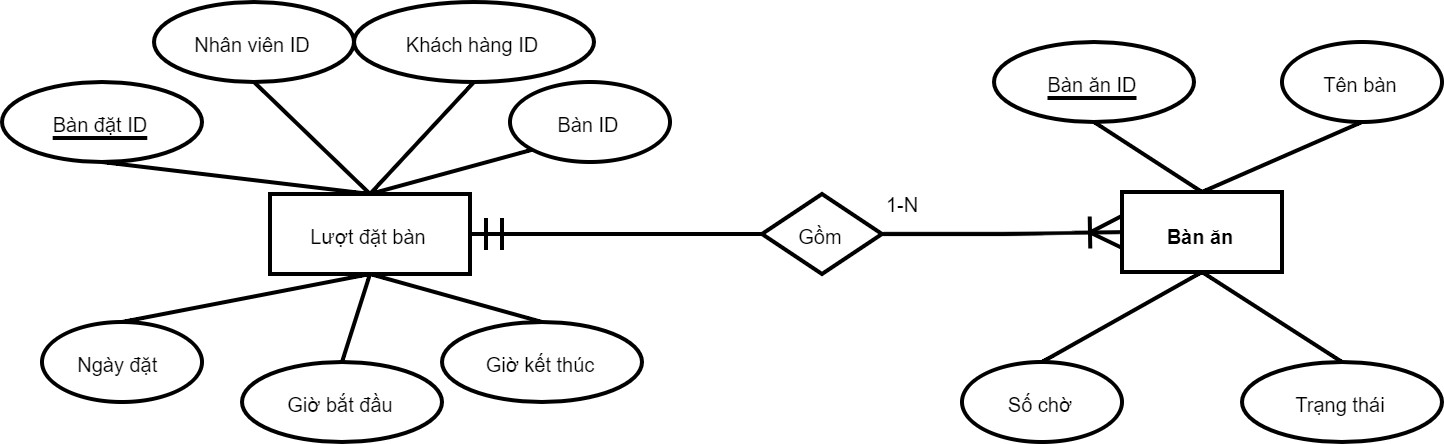 Nhân viên ID
Khách hàng ID
Bàn đặt ID
Bàn ID
Bàn ăn ID
Tên bàn
Lượt đặt bàn
Gồm
1-N
Bàn ăn
Ngày đặt
Giờ bắt đầu
Giờ kết thúc
Số chờ
Trạng thái